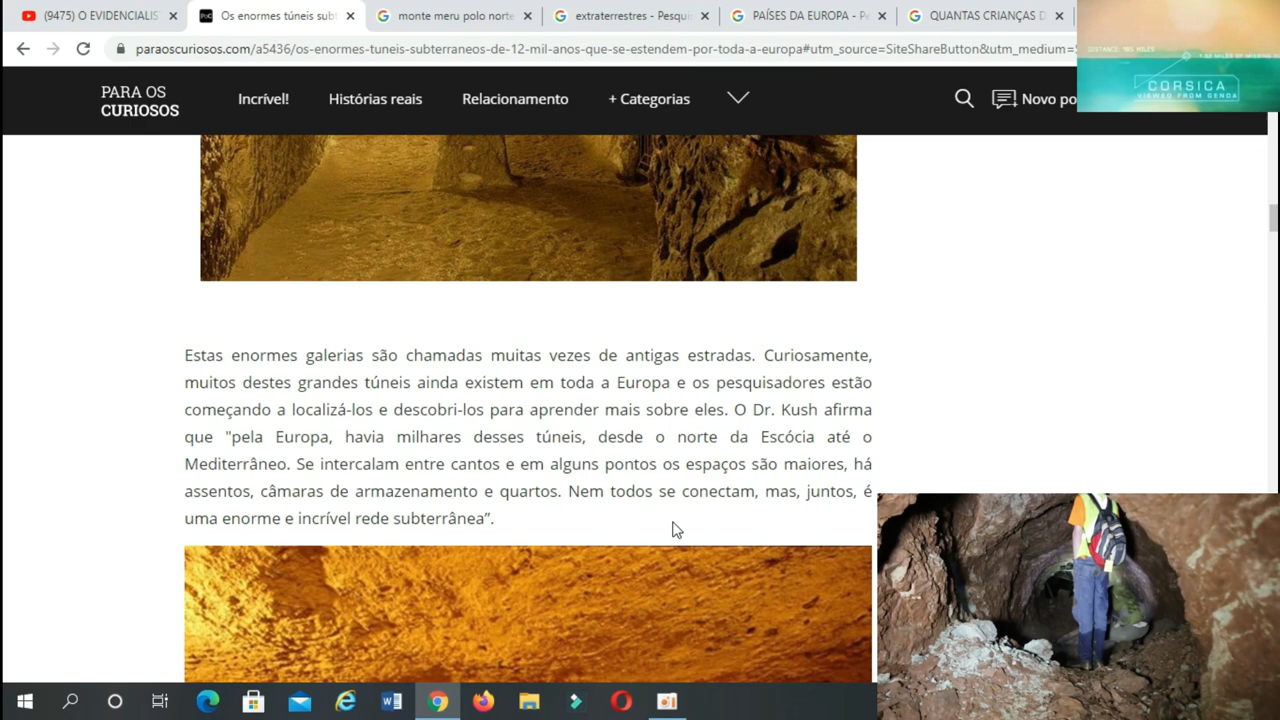 (9475) O EVIDENCIALIS
Os enormes túneis sub
monte meru polo norte
extraterrestres - Pesqui
PAÍSES DA EUROPA - P
QUANTAS CRIANÇAS D
paraoscuriosos.com/a5436/os-enormes-tuneis-subterraneos-de-12-mil-anos-que-se-estendem-por-toda-a-europa#utm_source=SiteShareButton&utm_medium=
PARA OS
CURIOSOS
Incrível!
Histórias reais
Relacionamento
+ Categorias
Novo po
CORSICA
VIEWED FROM GENOA
Estas enormes galerias são chamadas muitas vezes de antigas estradas. Curiosamente,
muitos destes grandes túneis ainda existem em toda a Europa e os pesquisadores estão
começando a localizá-los e descobri-los para aprender mais sobre eles. O Dr. Kush afirma
que "pela Europa, havia milhares desses túneis, desde o norte da Escócia até o
Mediterrâneo. Se intercalam entre cantos e em alguns pontos os espaços são maiores, há
assentos, câmaras de armazenamento e quartos. Nem todos se conectam, mas, juntos, é
uma enorme e incrível rede subterrânea”.